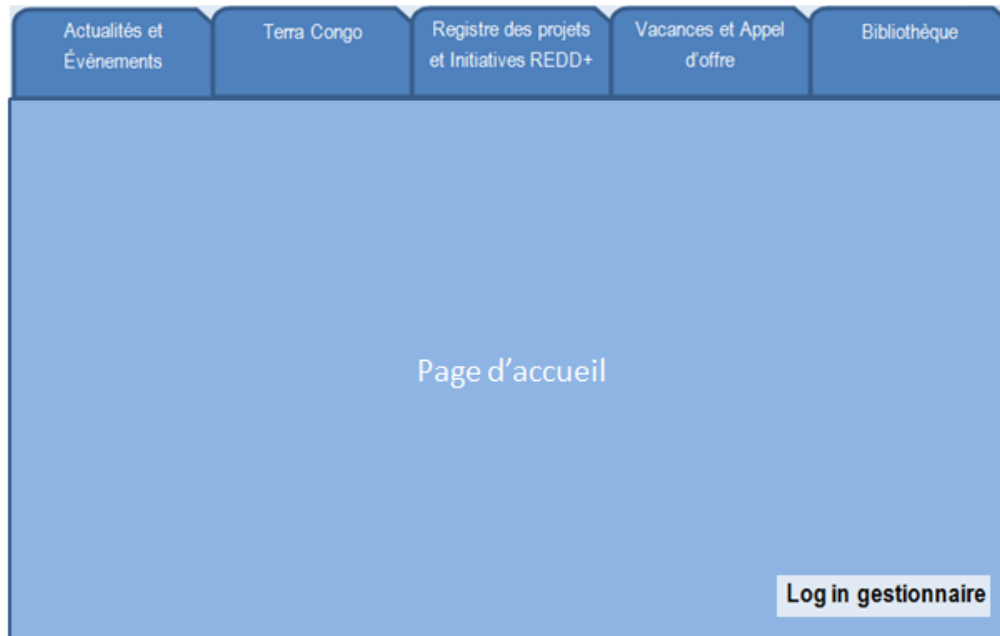 Actualités et
Évènements
Terra Congo
Registre des projets
et Initiatives REDD+
Vacances et Appel
d'offre
Bibliothèque
Page d'accueil
Log in gestionnaire